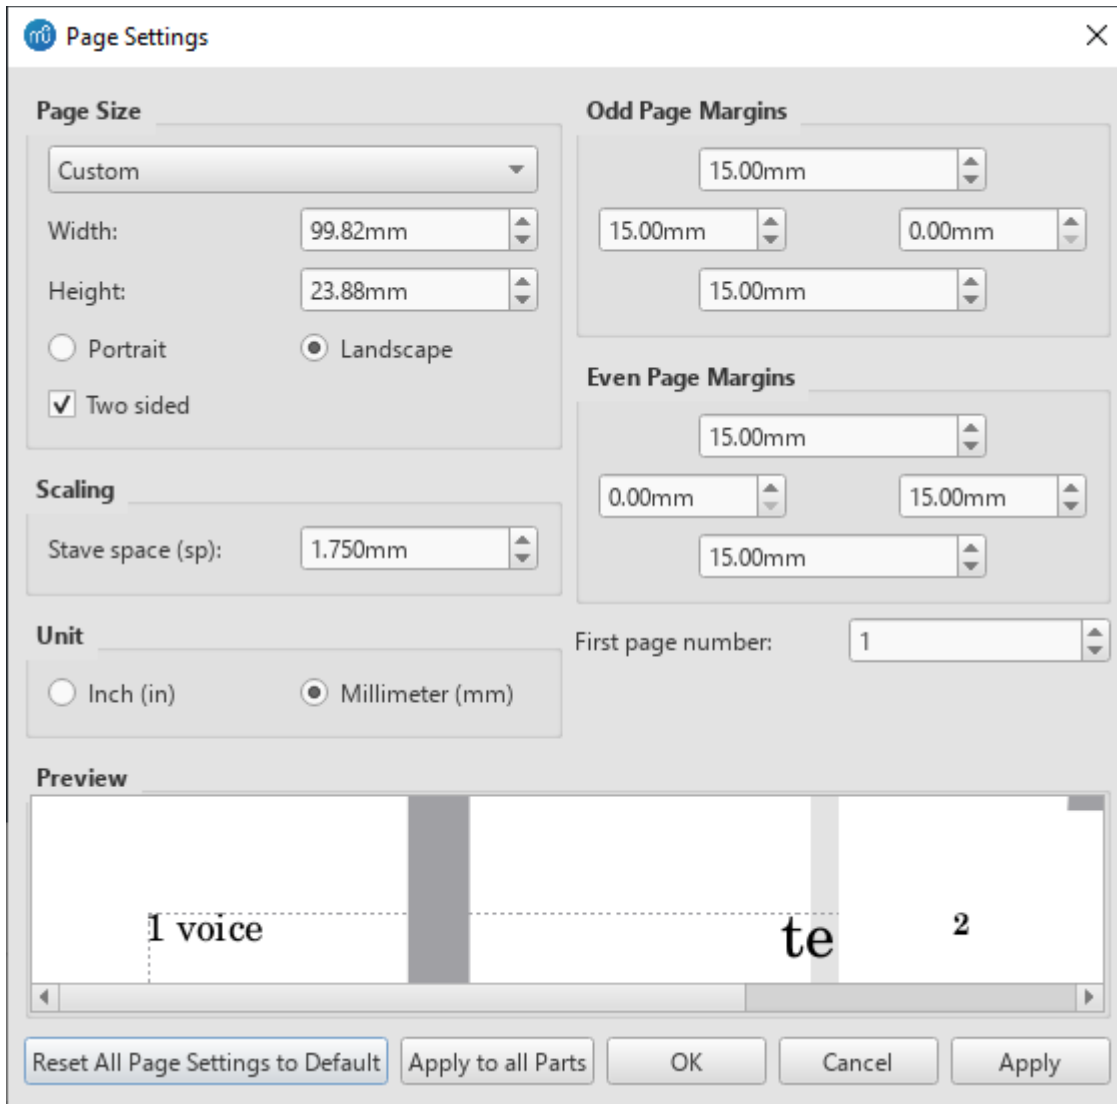 Page Settings
Page Size
Custom
Width: 99.82mm
Height: 23.88mm
Portrait Landscape
Two sided
Scaling
Stave space (sp): 1.750mm
Unit
Inch (in) Millimeter (mm)
Odd Page Margins
15.00mm
15.00mm 0.00mm
15.00mm
Even Page Margins
15.00mm
0.00mm 15.00mm
15.00mm
First page number: 1
Preview
1 voice te 2
Reset All Page Settings to Default Apply to all Parts OK Cancel Apply